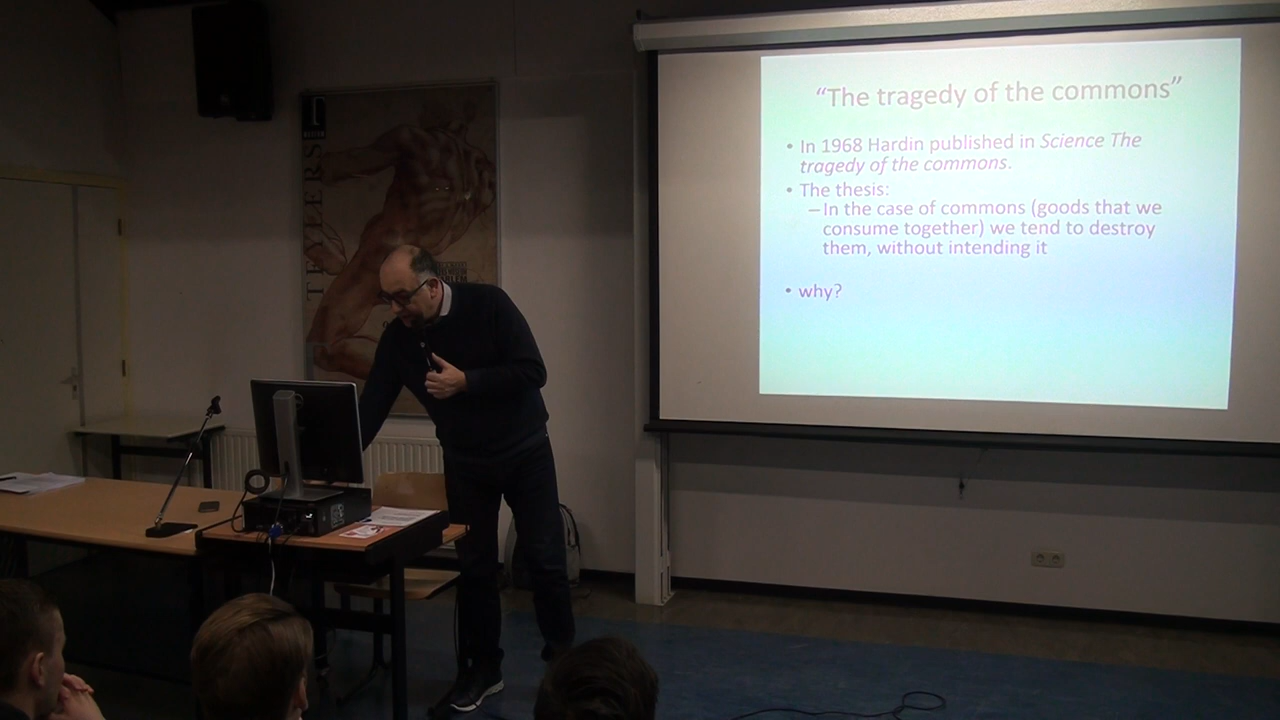 “The tragedy of the commons”
• In 1968 Hardin published in Science The
tragedy of the commons.
• The thesis:
– In the case of commons (goods that we
consume together) we tend to destroy
them, without intending it
• why?
T
TEYLERS